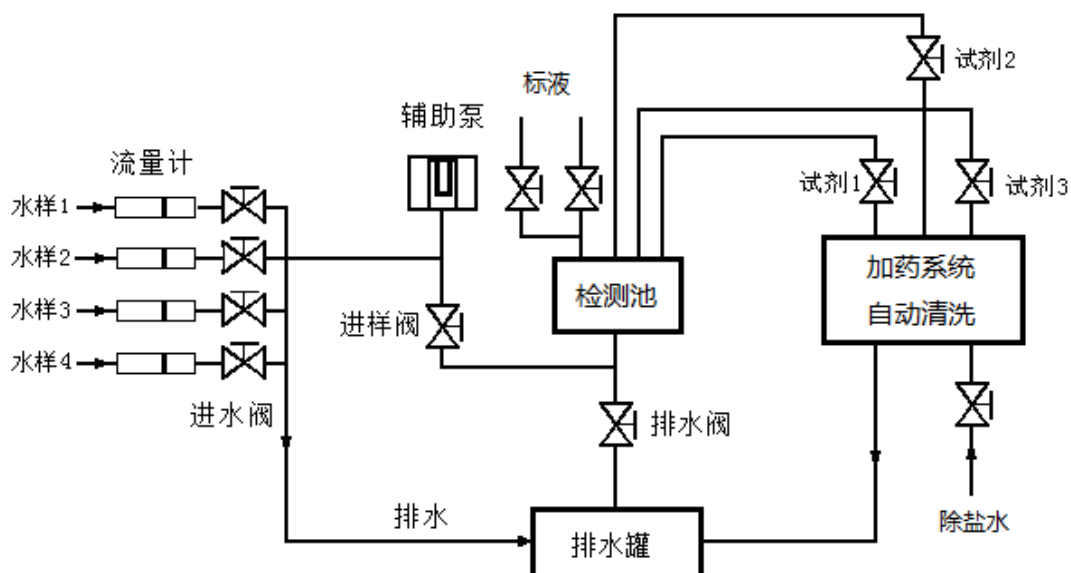 试剂2
标液
辅助泵
流量计
试剂1
试剂3
水样1
水样2
加药系统
自动清洗
检测池
水样3
进样阀
水样4
进水阀
排水阀
排水
除盐水
排水罐